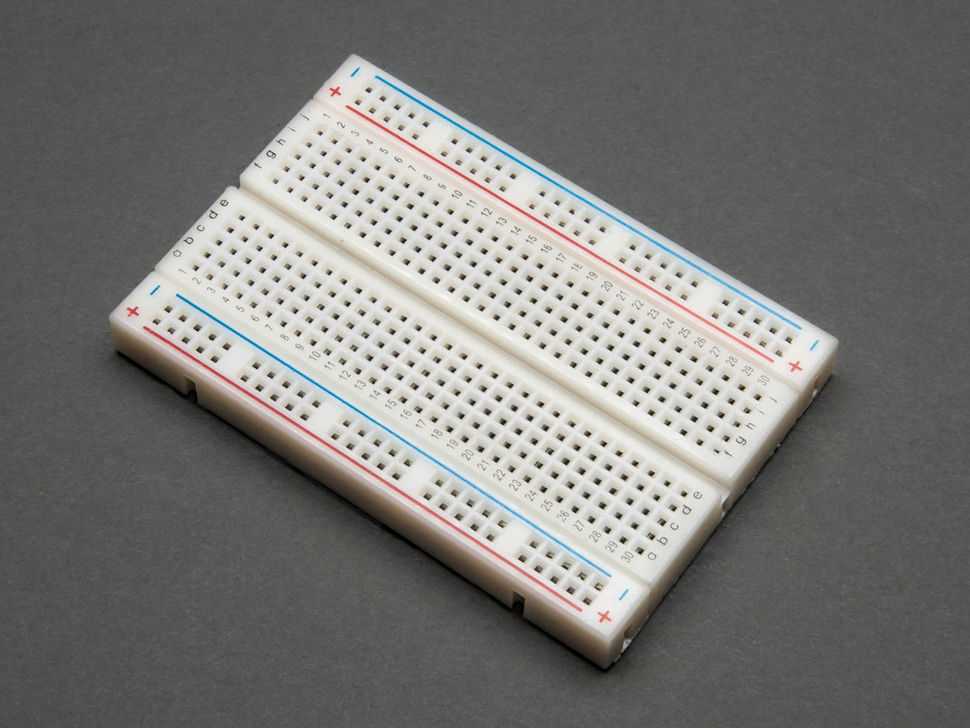 − −
+ +
1 2 3 4 5 6 7 8 9 10 11 12 13 14 15 16 17 18 19 20 21 22 23 24 25 26 27 28 29 30
j j
i i
h h
g g
f f
e e
d d
c c
b b
a a
1 2 3 4 5 6 7 8 9 10 11 12 13 14 15 16 17 18 19 20 21 22 23 24 25 26 27 28 29 30
− −
+ +